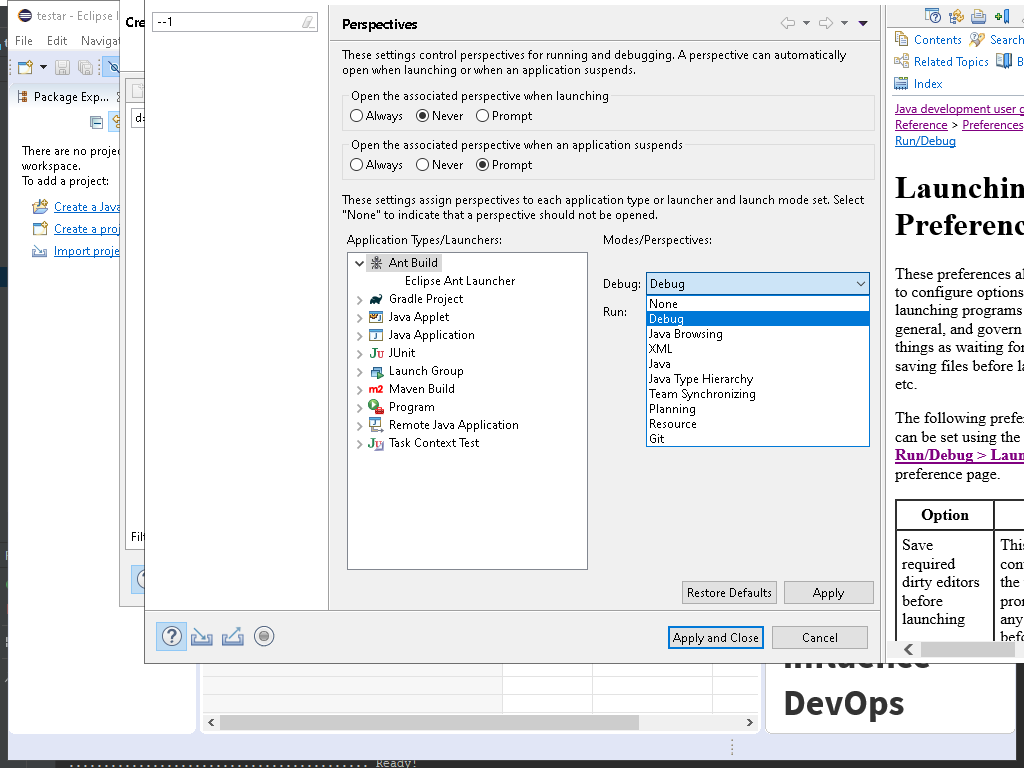 testar - Eclipse I
File Edit Naviga
Package Exp...
There are no proje
workspace.
To add a project:
Create a Java
Create a proj
Import proje
Cre
--1
Filt
Perspectives
These settings control perspectives for running and debugging. A perspective can automatically
open when launching or when an application suspends.
Open the associated perspective when launching
Always Never Prompt
Open the associated perspective when an application suspends
Always Never Prompt
These settings assign perspectives to each application type or launcher and launch mode set. Select
"None" to indicate that a perspective should not be opened.
Application Types/Launchers:
Ant Build
Eclipse Ant Launcher
Gradle Project
Java Applet
Java Application
JUnit
Launch Group
Maven Build
Program
Remote Java Application
Task Context Test
Modes/Perspectives:
Debug: Debug
Run:
None
Debug
Java Browsing
XML
Java
Java Type Hierarchy
Team Synchronizing
Planning
Resource
Git
Restore Defaults Apply
Apply and Close Cancel
Contents Search
Related Topics B
Index
Java development user g
Reference > Preferences
Run/Debug
Launchin
Preferenc
These preferences al
to configure options
launching programs
general, and govern
things as waiting for
saving files before la
etc.
The following prefer
can be set using the
Run/Debug > Laun
preference page.
Option
Save
required
dirty editors
before
launching
This
con
the
pro
any
befo
DevOps
Ready!